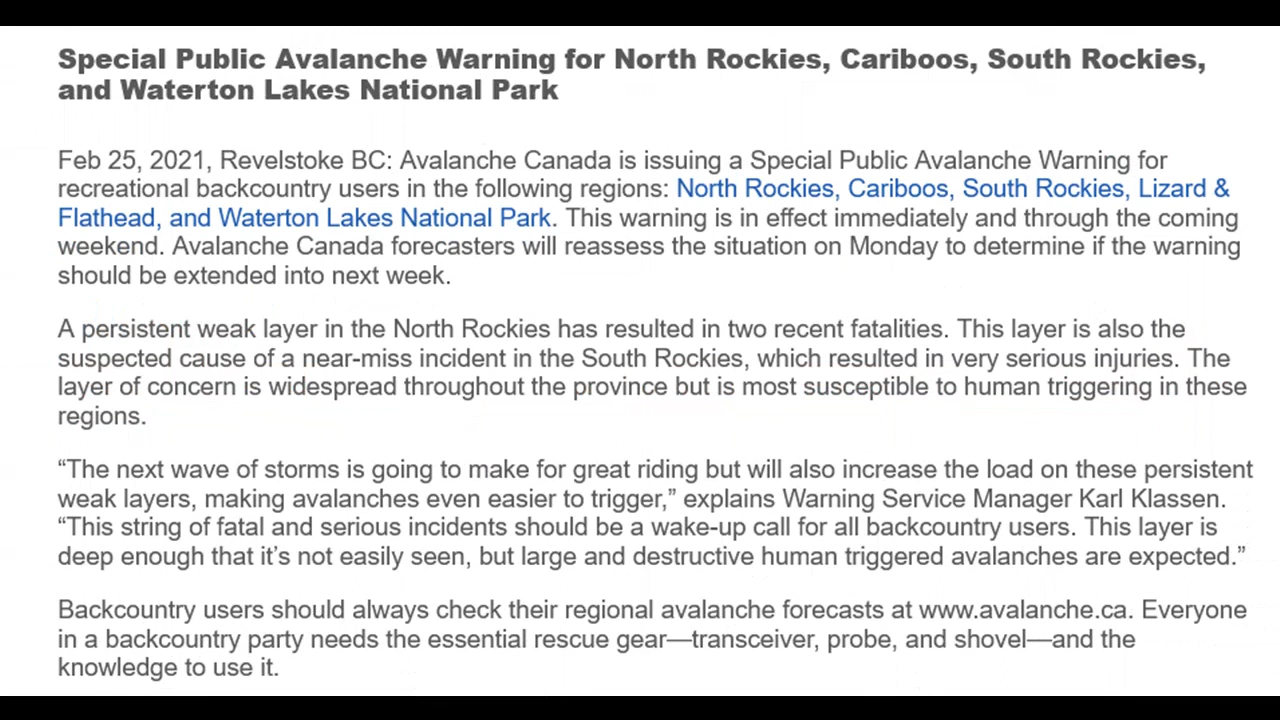 Special Public Avalanche Warning for North Rockies, Cariboos, South Rockies,
and Waterton Lakes National Park
Feb 25, 2021, Revelstoke BC: Avalanche Canada is issuing a Special Public Avalanche Warning for
recreational backcountry users in the following regions: North Rockies, Cariboos, South Rockies, Lizard &
Flathead, and Waterton Lakes National Park. This warning is in effect immediately and through the coming
weekend. Avalanche Canada forecasters will reassess the situation on Monday to determine if the warning
should be extended into next week.
A persistent weak layer in the North Rockies has resulted in two recent fatalities. This layer is also the
suspected cause of a near-miss incident in the South Rockies, which resulted in very serious injuries. The
layer of concern is widespread throughout the province but is most susceptible to human triggering in these
regions.
“The next wave of storms is going to make for great riding but will also increase the load on these persistent
weak layers, making avalanches even easier to trigger,” explains Warning Service Manager Karl Klassen.
“This string of fatal and serious incidents should be a wake-up call for all backcountry users. This layer is
deep enough that it’s not easily seen, but large and destructive human triggered avalanches are expected.”
Backcountry users should always check their regional avalanche forecasts at www.avalanche.ca. Everyone
in a backcountry party needs the essential rescue gear—transceiver, probe, and shovel—and the
knowledge to use it.